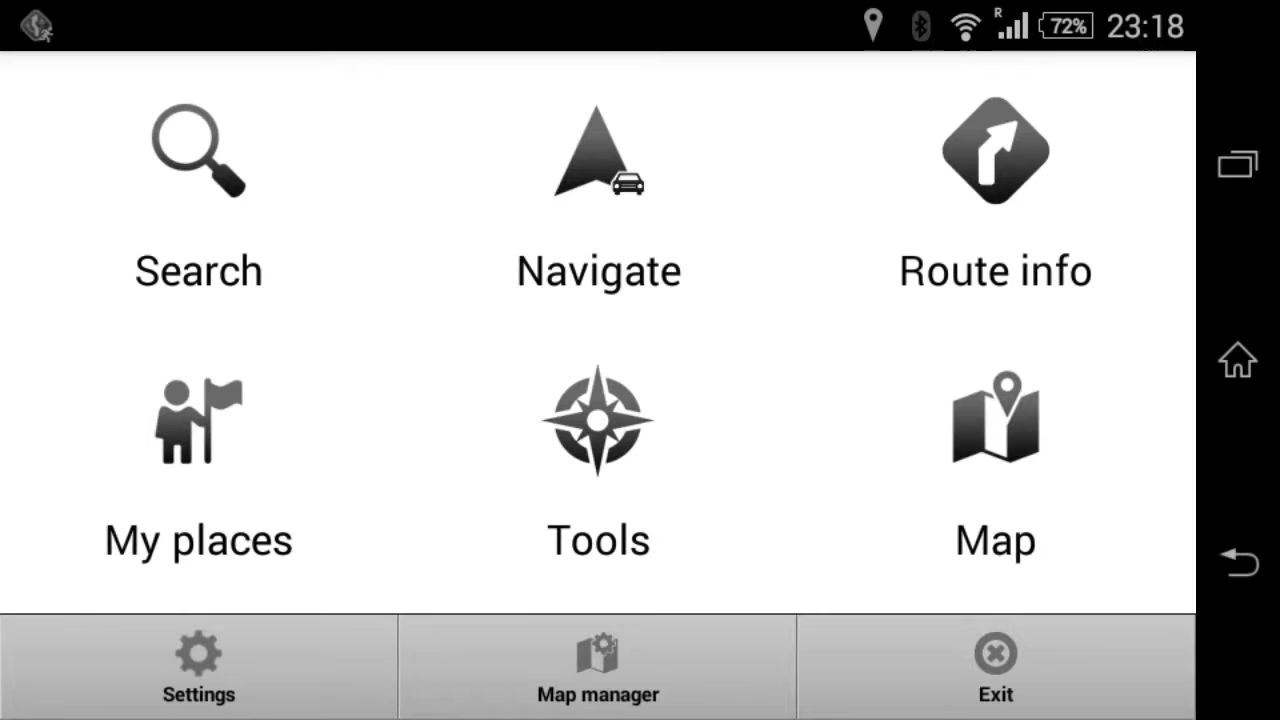 R 72% 23:18
Search Navigate Route info
My places Tools Map
Settings Map manager Exit